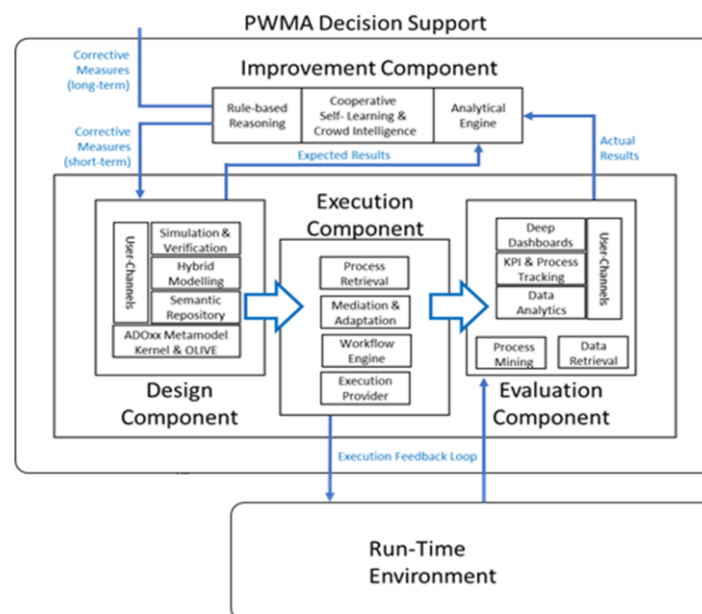 PWMA Decision Support
Corrective
Measures
(long-term)
Improvement Component
Rule-based
Reasoning
Cooperative
Self- Learning &
Crowd Intelligence
Analytical
Engine
Corrective
Measures
(short-term)
Expected Results
Actual
Results
Execution
Component
User-Channels
Simulation &
Verification
Hybrid
Modelling
Semantic
Repository
ADOxx Metamodel
Kernel & OLIVE
Design
Component
Process
Retrieval
Mediation &
Adaptation
Workflow
Engine
Execution
Provider
Deep
Dashboards
KPI & Process
Tracking
Data
Analytics
User-Channels
Process
Mining
Data
Retrieval
Evaluation
Component
Execution Feedback Loop
Run-Time
Environment